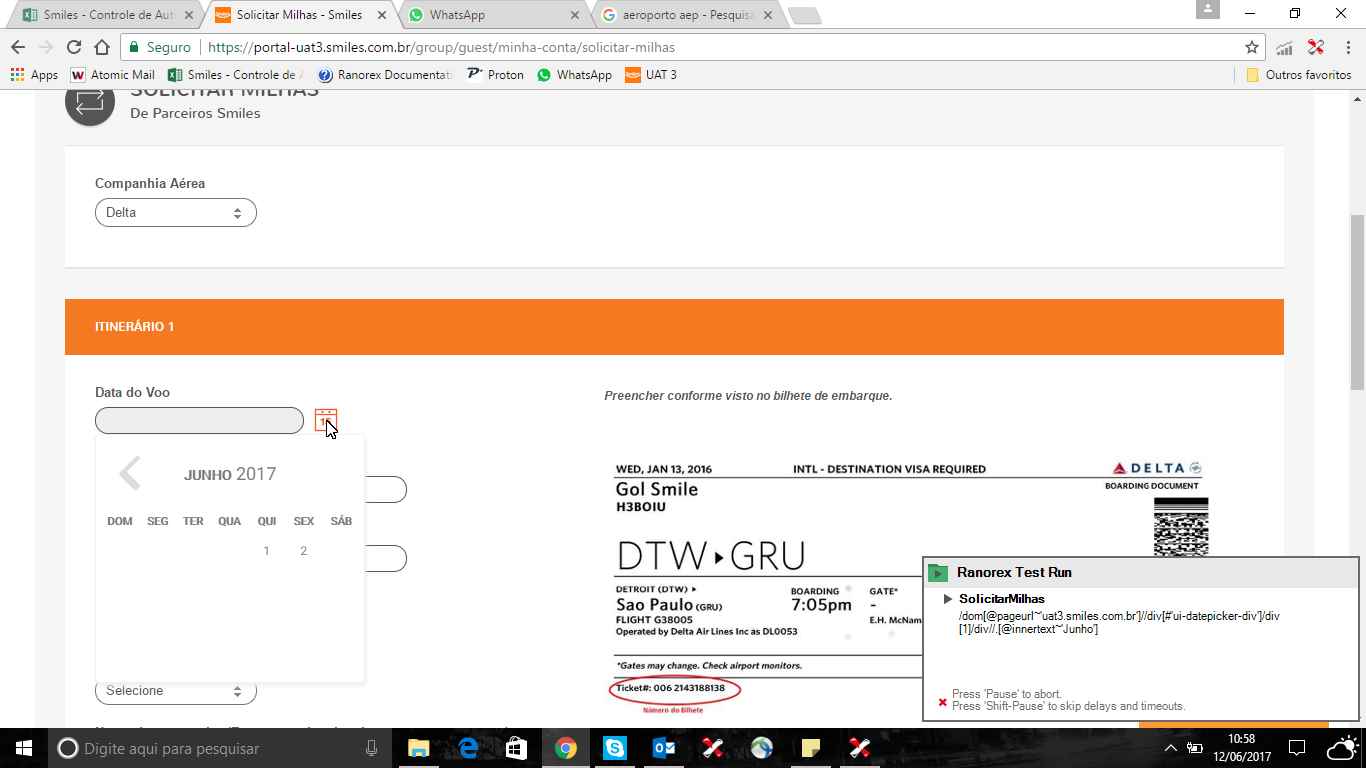 Smiles - Controle de Aut
Solicitar Milhas - Smiles
WhatsApp
aeroporto aep - Pesquisa
Seguro
https://portal-uat3.smiles.com.br/group/guest/minha-conta/solicitar-milhas
Apps
Atomic Mail
Smiles - Controle de A
Ranorex Documentati
Proton
WhatsApp
UAT 3
Outros favoritos
SOLICITAR MILHAS
De Parceiros Smiles
Companhia Aérea
Delta
ITINERÁRIO 1
Data do Voo
Preencher conforme visto no bilhete de embarque.
JUNHO 2017
DOM SEG TER QUA QUI SEX SÁB
1 2
Selecione
WED, JAN 13, 2016
INTL - DESTINATION VISA REQUIRED
DELTA
BOARDING DOCUMENT
Gol Smile
H3BOIU
DTW GRU
DETROIT (DTW)
BOARDING
GATE*
Sao Paulo (GRU)
7:05pm
-
FLIGHT G38005
E.H. McNam
Operated by Delta Air Lines Inc as DL0053
*Gates may change. Check airport monitors.
Ticket#: 006 2143188138
Número do Bilhete
Ranorex Test Run
SolicitarMilhas
/dom[@pageurl~'uat3.smiles.com.br']//div[#'ui-datepicker-div']/div
[1]/div//.[@innertext~'Junho']
Press 'Pause' to abort.
Press 'Shift-Pause' to skip delays and timeouts.
Digite aqui para pesquisar
10:58
12/06/2017